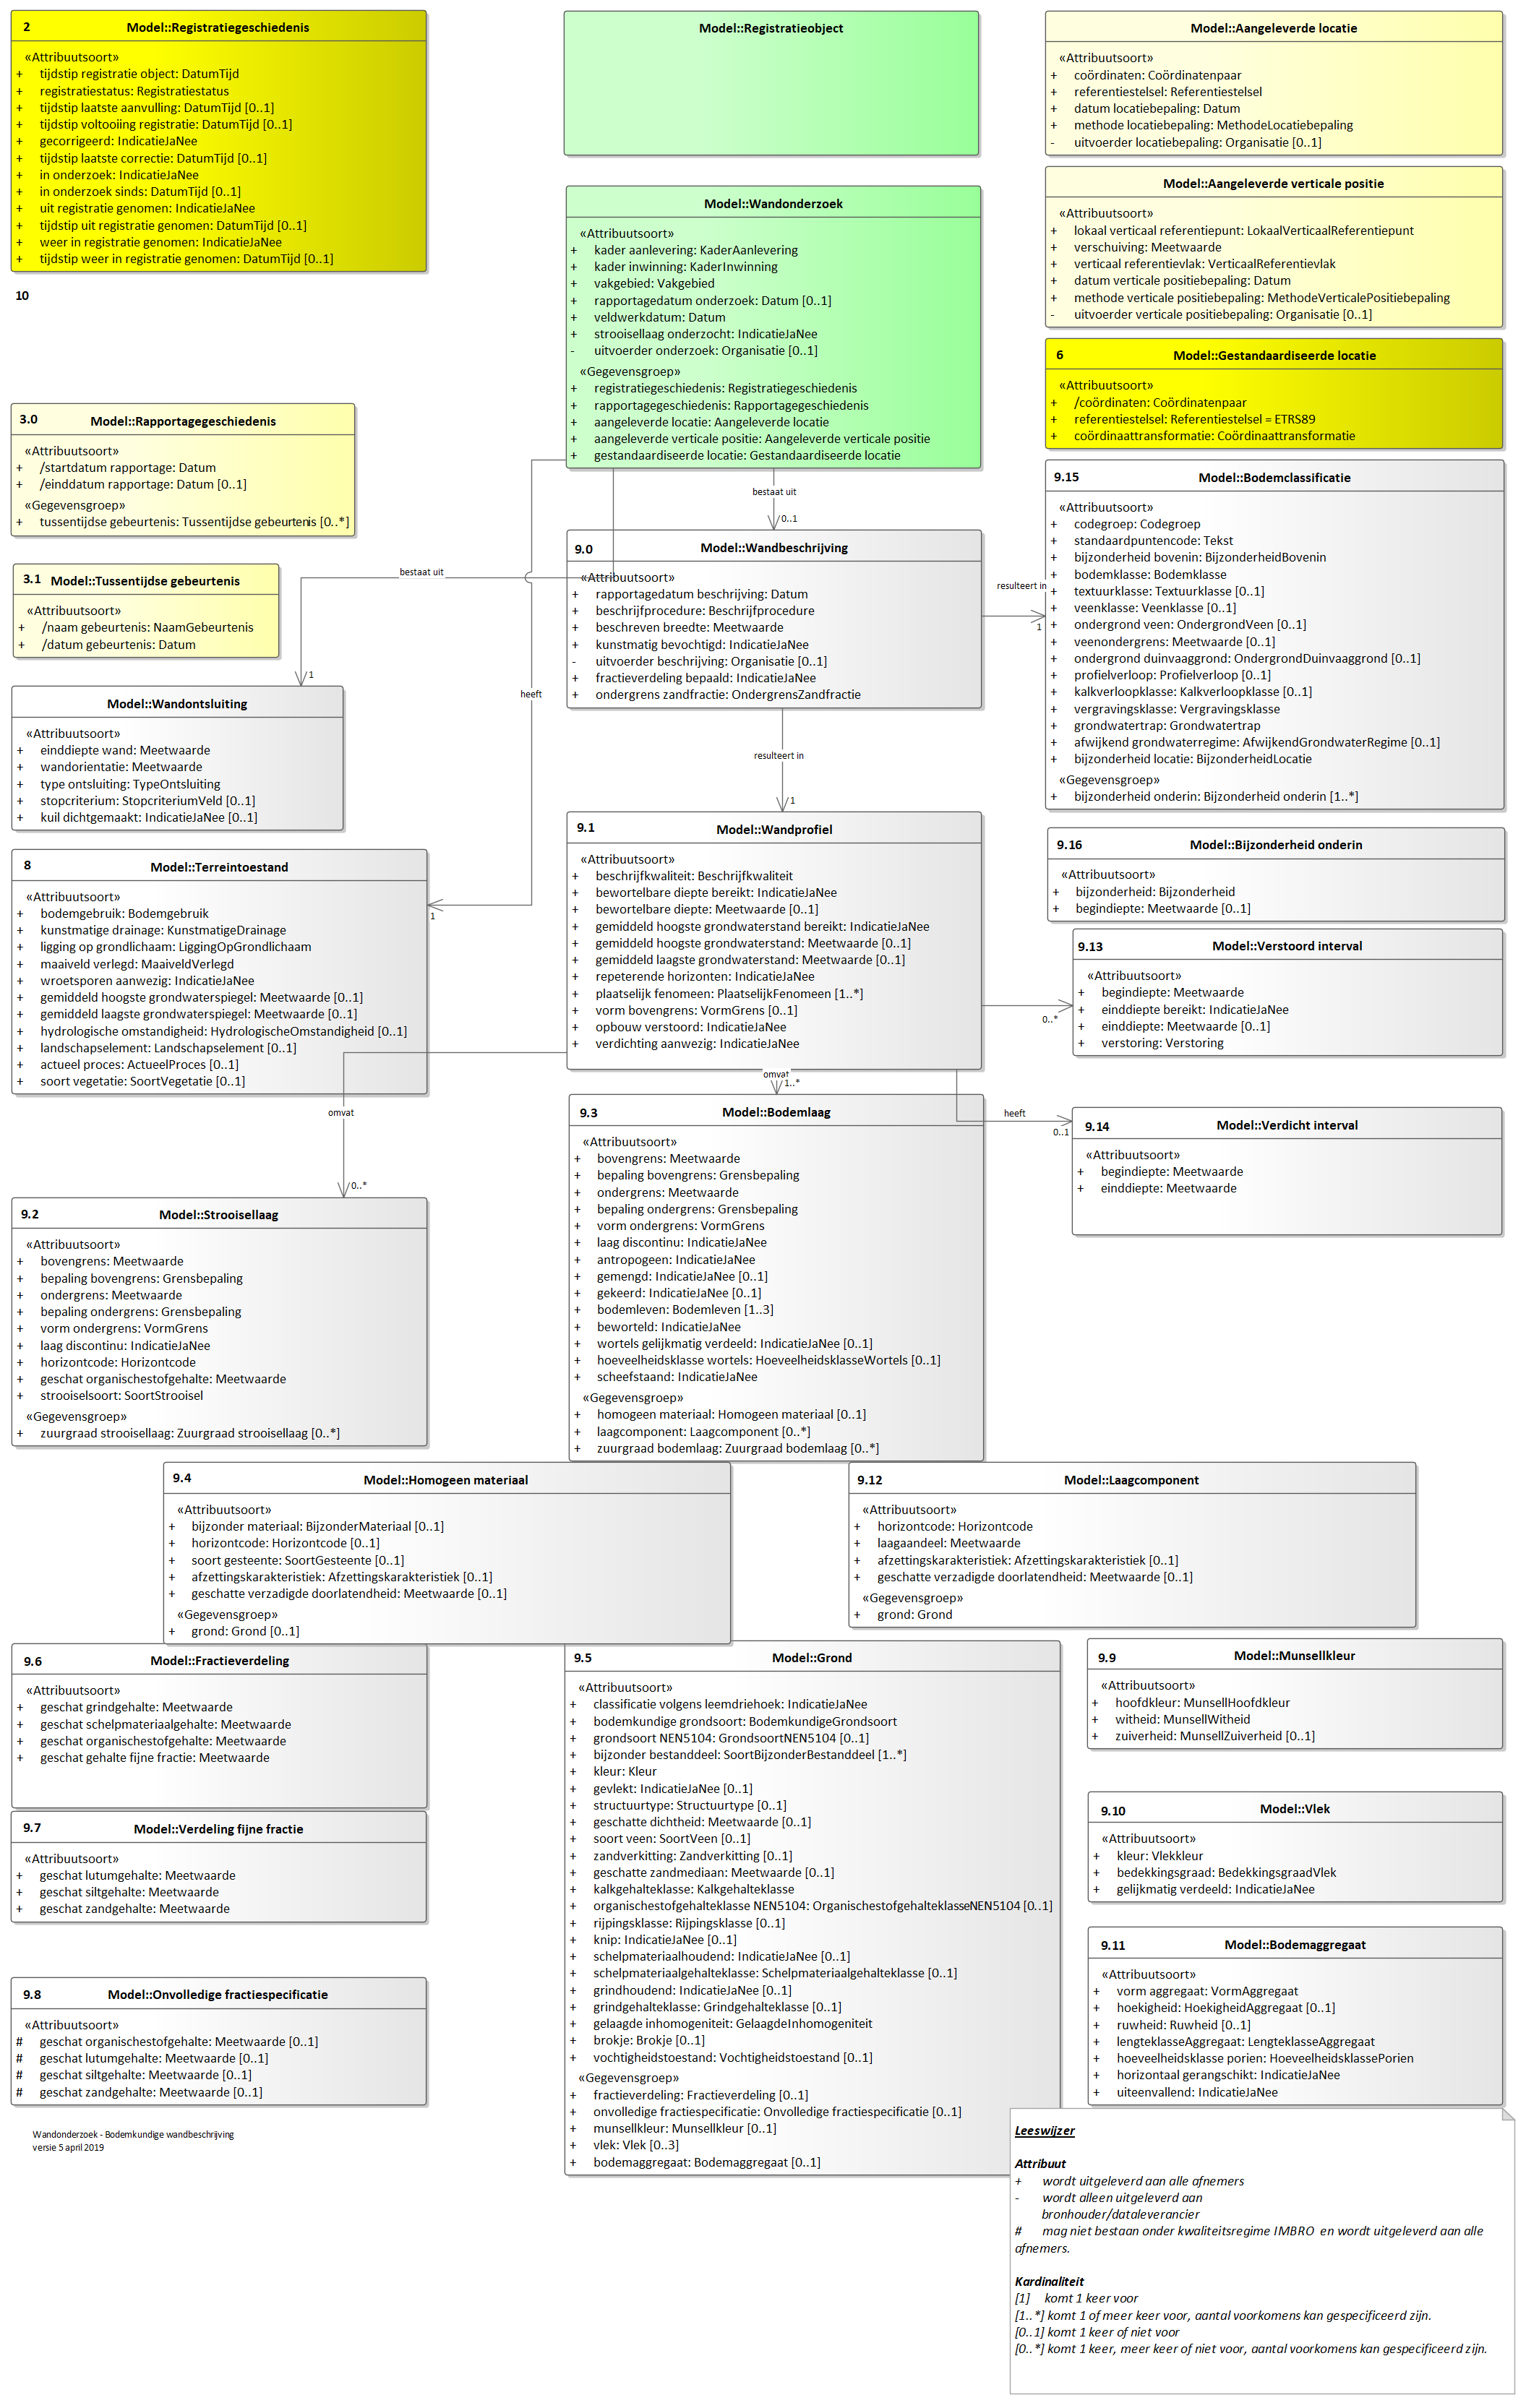 2
Model::Registratiegeschiedenis
«Attribuutsoort»
+ tijdstip registratie object: DatumTijd
+ registratiestatus: Registratiestatus
+ tijdstip laatste aanvulling: DatumTijd [0..1]
+ tijdstip voltooiing registratie: DatumTijd [0..1]
+ gecorrigeerd: IndicatieJaNee
+ tijdstip laatste correctie: DatumTijd [0..1]
+ in onderzoek: IndicatieJaNee
+ in onderzoek sinds: DatumTijd [0..1]
+ uit registratie genomen: IndicatieJaNee
+ tijdstip uit registratie genomen: DatumTijd [0..1]
+ weer in registratie genomen: IndicatieJaNee
+ tijdstip weer in registratie genomen: DatumTijd [0..1]
10
Model::Registratieobject
Model::Aangeleverde locatie
«Attribuutsoort»
+ coördinaten: Coördinatenpaar
+ referentiestelsel: Referentiestelsel
+ datum locatiebepaling: Datum
+ methode locatiebepaling: MethodeLocatiebepaling
- uitvoerder locatiebepaling: Organisatie [0..1]
Model::Aangeleverde verticale positie
«Attribuutsoort»
+ lokaal verticaal referentiepunt: LokaalVerticaalReferentiepunt
+ verschuiving: Meetwaarde
+ verticaal referentievlak: VerticaalReferentievlak
+ datum verticale positiebepaling: Datum
+ methode verticale positiebepaling: MethodeVerticalePositiebepaling
- uitvoerder verticale positiebepaling: Organisatie [0..1]
Model::Wandonderzoek
«Attribuutsoort»
+ kader aanlevering: KaderAanlevering
+ kader inwinning: KaderInwinning
+ vakgebied: Vakgebied
+ rapportagedatum onderzoek: Datum [0..1]
+ veldwerkdatum: Datum
+ strooisellaag onderzocht: IndicatieJaNee
- uitvoerder onderzoek: Organisatie [0..1]
«Gegevensgroep»
+ registratiegeschiedenis: Registratiegeschiedenis
+ rapportagegeschiedenis: Rapportagegeschiedenis
+ aangeleverde locatie: Aangeleverde locatie
+ aangeleverde verticale positie: Aangeleverde verticale positie
+ gestandaardiseerde locatie: Gestandaardiseerde locatie
6
Model::Gestandaardiseerde locatie
«Attribuutsoort»
+ /coördinaten: Coördinatenpaar
+ referentiestelsel: Referentiestelsel = ETRS89
+ coördinaattransformatie: Coördinaattransformatie
3.0
Model::Rapportagegeschiedenis
«Attribuutsoort»
+ /startdatum rapportage: Datum
+ /einddatum rapportage: Datum [0..1]
«Gegevensgroep»
+ tussentijdse gebeurtenis: Tussentijdse gebeurtenis [0..*]
3.1
Model::Tussentijdse gebeurtenis
«Attribuutsoort»
+ /naam gebeurtenis: NaamGebeurtenis
+ /datum gebeurtenis: Datum
bestaat uit
0..1
bestaat uit
1
heeft
1
9.0
Model::Wandbeschrijving
«Attribuutsoort»
+ rapportagedatum beschrijving: Datum
+ beschrijfprocedure: Beschrijfprocedure
+ beschreven breedte: Meetwaarde
+ kunstmatig bevochtigd: IndicatieJaNee
- uitvoerder beschrijving: Organisatie [0..1]
+ fractieverdeling bepaald: IndicatieJaNee
+ ondergrens zandfractie: OndergrensZandfractie
resulteert in
1
9.15
Model::Bodemclassificatie
«Attribuutsoort»
+ codegroep: Codegroep
+ standaardpuntencode: Tekst
+ bijzonderheid bovenin: BijzonderheidBovenin
+ bodemklasse: Bodemklasse
+ textuurklasse: Textuurklasse [0..1]
+ veenklasse: Veenklasse [0..1]
+ ondergrond veen: OndergrondVeen [0..1]
+ veenondergrens: Meetwaarde [0..1]
+ ondergrond duinvaaggrond: OndergrondDuinvaaggrond [0..1]
+ profielverloop: Profielverloop [0..1]
+ kalkverloopklasse: Kalkverloopklasse [0..1]
+ vergravingsklasse: Vergravingsklasse
+ grondwatertrap: Grondwatertrap
+ afwijkend grondwaterregime: AfwijkendGrondwaterRegime [0..1]
+ bijzonderheid locatie: BijzonderheidLocatie
«Gegevensgroep»
+ bijzonderheid onderin: Bijzonderheid onderin [1..*]
Model::Wandontsluiting
«Attribuutsoort»
+ einddiepte wand: Meetwaarde
+ wandorientatie: Meetwaarde
+ type ontsluiting: TypeOntsluiting
+ stopcriterium: StopcriteriumVeld [0..1]
+ kuil dichtgemaakt: IndicatieJaNee [0..1]
resulteert in
1
8
Model::Terreintoestand
«Attribuutsoort»
+ bodemgebruik: Bodemgebruik
+ kunstmatige drainage: KunstmatigeDrainage
+ ligging op grondlichaam: LiggingOpGrondlichaam
+ maaiveld verlegd: MaaiveldVerlegd
+ wroetsporen aanwezig: IndicatieJaNee
+ gemiddeld hoogste grondwaterspiegel: Meetwaarde [0..1]
+ gemiddeld laagste grondwaterspiegel: Meetwaarde [0..1]
+ hydrologische omstandigheid: HydrologischeOmstandigheid [0..1]
+ landschapselement: Landschapselement [0..1]
+ actueel proces: ActueelProces [0..1]
+ soort vegetatie: SoortVegetatie [0..1]
9.1
Model::Wandprofiel
«Attribuutsoort»
+ beschrijfkwaliteit: Beschrijfkwaliteit
+ bewortelbare diepte bereikt: IndicatieJaNee
+ bewortelbare diepte: Meetwaarde [0..1]
+ gemiddeld hoogste grondwaterstand bereikt: IndicatieJaNee
+ gemiddeld hoogste grondwaterstand: Meetwaarde [0..1]
+ gemiddeld laagste grondwaterstand: Meetwaarde [0..1]
+ repeterende horizonten: IndicatieJaNee
+ plaatselijk fenomeen: PlaatselijkFenomeen [1..*]
+ vorm bovengrens: VormGrens [0..1]
+ opbouw verstoord: IndicatieJaNee
+ verdichting aanwezig: IndicatieJaNee
9.16
Model::Bijzonderheid onderin
«Attribuutsoort»
+ bijzonderheid: Bijzonderheid
+ begindiepte: Meetwaarde [0..1]
9.13
Model::Verstoord interval
«Attribuutsoort»
+ begindiepte: Meetwaarde
+ einddiepte bereikt: IndicatieJaNee
+ einddiepte: Meetwaarde [0..1]
+ verstoring: Verstoring
0..*
omvat
1..*
omvat
0..*
heeft
0..1
9.14
Model::Verdicht interval
«Attribuutsoort»
+ begindiepte: Meetwaarde
+ einddiepte: Meetwaarde
9.3
Model::Bodemlaag
«Attribuutsoort»
+ bovengrens: Meetwaarde
+ bepaling bovengrens: Grensbepaling
+ ondergrens: Meetwaarde
+ bepaling ondergrens: Grensbepaling
+ vorm ondergrens: VormGrens
+ laag discontinu: IndicatieJaNee
+ antropogeen: IndicatieJaNee
+ gemengd: IndicatieJaNee [0..1]
+ gekeerd: IndicatieJaNee [0..1]
+ bodemleven: Bodemleven [1..3]
+ beworteld: IndicatieJaNee
+ wortels gelijkmatig verdeeld: IndicatieJaNee [0..1]
+ hoeveelheidsklasse wortels: HoeveelheidsklasseWortels [0..1]
+ scheefstaand: IndicatieJaNee
«Gegevensgroep»
+ homogeen materiaal: Homogeen materiaal [0..1]
+ laagcomponent: Laagcomponent [0..*]
+ zuurgraad bodemlaag: Zuurgraad bodemlaag [0..*]
9.2
Model::Strooisellaag
«Attribuutsoort»
+ bovengrens: Meetwaarde
+ bepaling bovengrens: Grensbepaling
+ ondergrens: Meetwaarde
+ bepaling ondergrens: Grensbepaling
+ vorm ondergrens: VormGrens
+ laag discontinu: IndicatieJaNee
+ horizontcode: Horizontcode
+ geschat organischestofgehalte: Meetwaarde
+ strooiselsoort: SoortStrooisel
«Gegevensgroep»
+ zuurgraad strooisellaag: Zuurgraad strooisellaag [0..*]
9.4
Model::Homogeen materiaal
«Attribuutsoort»
+ bijzonder materiaal: BijzonderMateriaal [0..1]
+ horizontcode: Horizontcode [0..1]
+ soort gesteente: SoortGesteente [0..1]
+ afzettingskarakteristiek: Afzettingskarakteristiek [0..1]
+ geschatte verzadigde doorlatendheid: Meetwaarde [0..1]
«Gegevensgroep»
+ grond: Grond [0..1]
9.12
Model::Laagcomponent
«Attribuutsoort»
+ horizontcode: Horizontcode
+ laagaandeel: Meetwaarde
+ afzettingskarakteristiek: Afzettingskarakteristiek [0..1]
+ geschatte verzadigde doorlatendheid: Meetwaarde [0..1]
«Gegevensgroep»
+ grond: Grond
9.6
Model::Fractieverdeling
«Attribuutsoort»
+ geschat grindgehalte: Meetwaarde
+ geschat schelpmateriaalgehalte: Meetwaarde
+ geschat organischestofgehalte: Meetwaarde
+ geschat gehalte fijne fractie: Meetwaarde
9.7
Model::Verdeling fijne fractie
«Attribuutsoort»
+ geschat lutumgehalte: Meetwaarde
+ geschat siltgehalte: Meetwaarde
+ geschat zandgehalte: Meetwaarde
9.8
Model::Onvolledige fractiespecificatie
«Attribuutsoort»
# geschat organischestofgehalte: Meetwaarde [0..1]
# geschat lutumgehalte: Meetwaarde [0..1]
# geschat siltgehalte: Meetwaarde [0..1]
# geschat zandgehalte: Meetwaarde [0..1]
Wandonderzoek - Bodemkundige wandbeschrijving
versie 5 april 2019
9.5
Model::Grond
«Attribuutsoort»
+ classificatie volgens leemdriehoek: IndicatieJaNee
+ bodemkundige grondsoort: BodemkundigeGrondsoort
+ grondsoort NEN5104: GrondsoortNEN5104 [0..1]
+ bijzonder bestanddeel: SoortBijzonderBestanddeel [1..*]
+ kleur: Kleur
+ gevlekt: IndicatieJaNee [0..1]
+ structuurtype: Structuurtype [0..1]
+ geschatte dichtheid: Meetwaarde [0..1]
+ soort veen: SoortVeen [0..1]
+ zandverkitting: Zandverkitting [0..1]
+ geschatte zandmediaan: Meetwaarde [0..1]
+ kalkgehalteklasse: Kalkgehalteklasse
+ organischestofgehalteklasse NEN5104: OrganischestofgehalteklasseNEN5104 [0..1]
+ rijpingsklasse: Rijpingsklasse [0..1]
+ knip: IndicatieJaNee [0..1]
+ schelpmateriaalhoudend: IndicatieJaNee [0..1]
+ schelpmateriaalgehalteklasse: Schelpmateriaalgehalteklasse [0..1]
+ grindhoudend: IndicatieJaNee [0..1]
+ grindgehalteklasse: Grindgehalteklasse [0..1]
+ gelaagde inhomogeniteit: GelaagdeInhomogeniteit
+ brokje: Brokje [0..1]
+ vochtigheidstoestand: Vochtigheidstoestand [0..1]
«Gegevensgroep»
+ fractieverdeling: Fractieverdeling [0..1]
+ onvolledige fractiespecificatie: Onvolledige fractiespecificatie [0..1]
+ munsellkleur: Munsellkleur [0..1]
+ vlek: Vlek [0..3]
+ bodemaggregaat: Bodemaggregaat [0..1]
9.9
Model::Munsellkleur
«Attribuutsoort»
+ hoofdkleur: MunsellHoofdkleur
+ witheid: MunsellWitheid
+ zuiverheid: MunsellZuiverheid [0..1]
9.10
Model::Vlek
«Attribuutsoort»
+ kleur: Vlekkleur
+ bedekkingsgraad: BedekkingsgraadVlek
+ gelijkmatig verdeeld: IndicatieJaNee
9.11
Model::Bodemaggregaat
«Attribuutsoort»
+ vorm aggregaat: VormAggregaat
+ hoekigheid: HoekigheidAggregaat [0..1]
+ ruwheid: Ruwheid [0..1]
+ lengteklasseAggregaat: LengteklasseAggregaat
+ hoeveelheidsklasse porien: HoeveelheidsklassePorien
+ horizontaal gerangschikt: IndicatieJaNee
+ uiteenvallend: IndicatieJaNee
Leeswijzer
Attribuut
+ wordt uitgeleverd aan alle afnemers
- wordt alleen uitgeleverd aan
bronhouder/dataleverancier
# mag niet bestaan onder kwaliteitsregime IMBRO en wordt uitgeleverd aan alle
afnemers.
Kardinaliteit
[1] komt 1 keer voor
[1..*] komt 1 of meer keer voor, aantal voorkomens kan gespecificeerd zijn.
[0..1] komt 1 keer of niet voor
[0..*] komt 1 keer, meer keer of niet voor, aantal voorkomens kan gespecificeerd zijn.